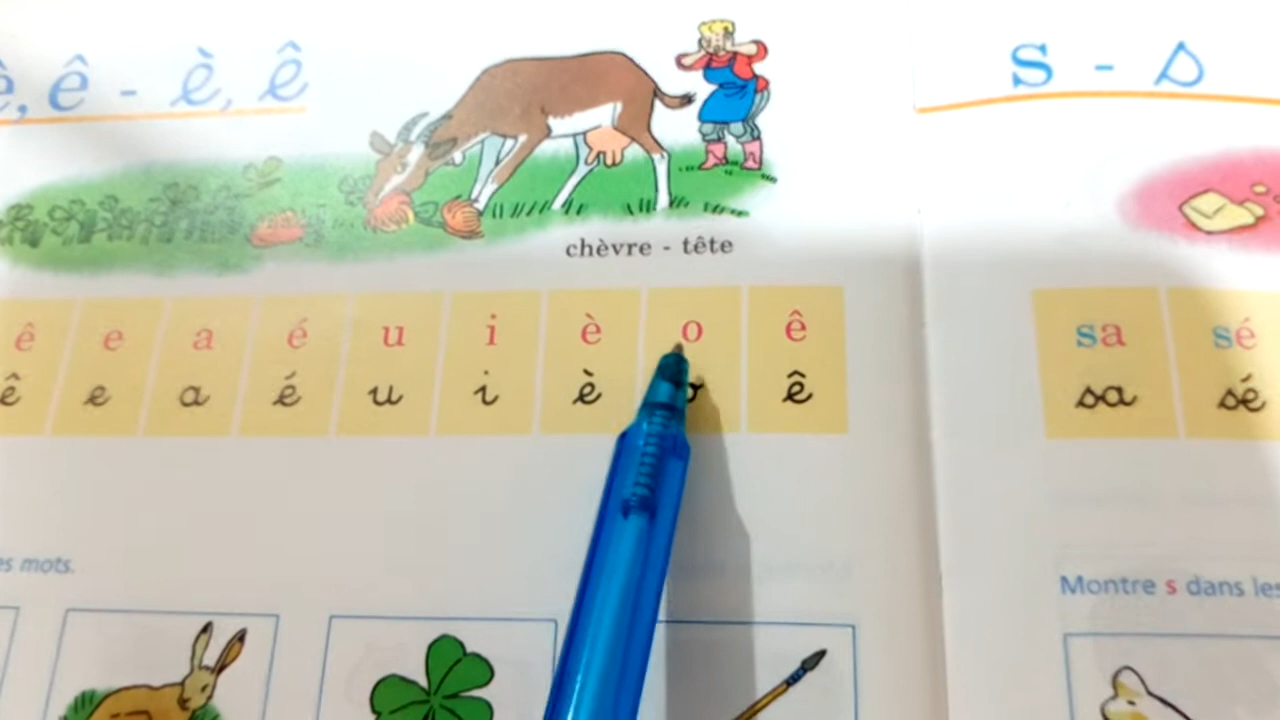 è, ê - è, ê
chèvre - tête
ê e a é u i è o ê
ê e a é u i è o ê
es mots.
s - s
sa sé
sa sé
Montre s dans les